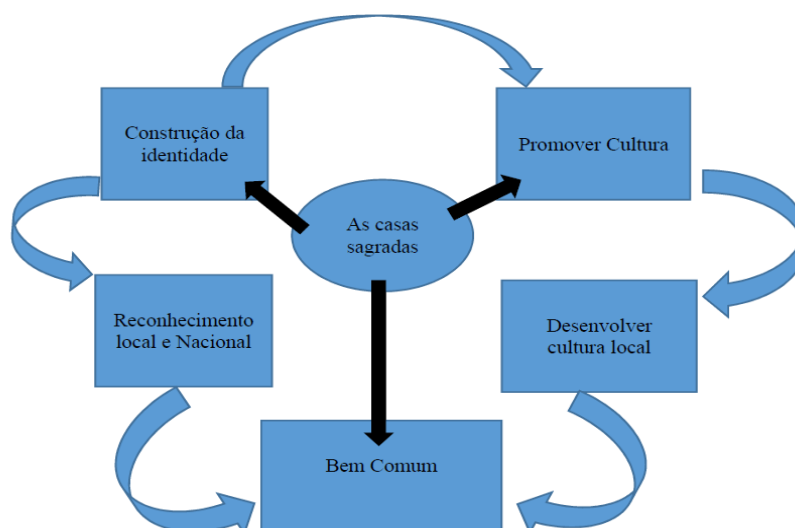 Construção da
identidade
Promover Cultura
As casas
sagradas
Reconhecimento
local e Nacional
Desenvolver
cultura local
Bem Comum